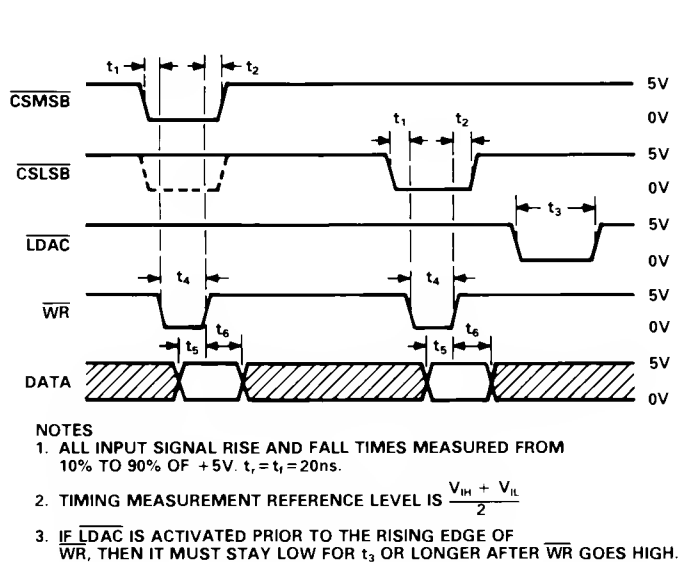 t₁ t₂
5V
CSMSB
0V
t₁ t₂
5V
CSLSB
0V
t₃
5V
LDAC
0V
t₄ t₄
5V
WR
0V
t₅ t₆ t₅ t₆
5V
DATA
0V
NOTES
1. ALL INPUT SIGNAL RISE AND FALL TIMES MEASURED FROM
10% TO 90% OF +5V. tᵣ = t_f = 20ns.
2. TIMING MEASUREMENT REFERENCE LEVEL IS (V_IH + V_IL) / 2
3. IF LDAC IS ACTIVATED PRIOR TO THE RISING EDGE OF
WR, THEN IT MUST STAY LOW FOR t₃ OR LONGER AFTER WR GOES HIGH.